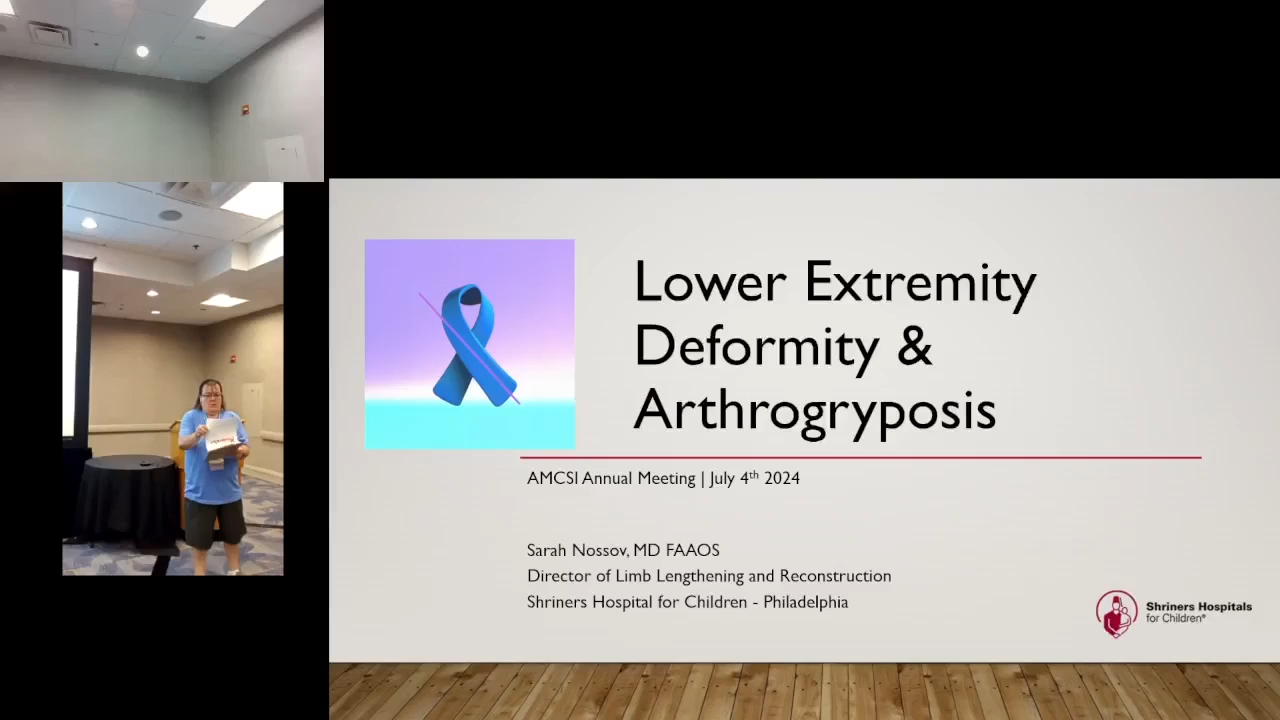 Lower Extremity
Deformity &
Arthrogryposis
AMCSI Annual Meeting | July 4th 2024
Sarah Nossov, MD FAAOS
Director of Limb Lengthening and Reconstruction
Shriners Hospital for Children - Philadelphia
Shriners Hospitals
for Children®